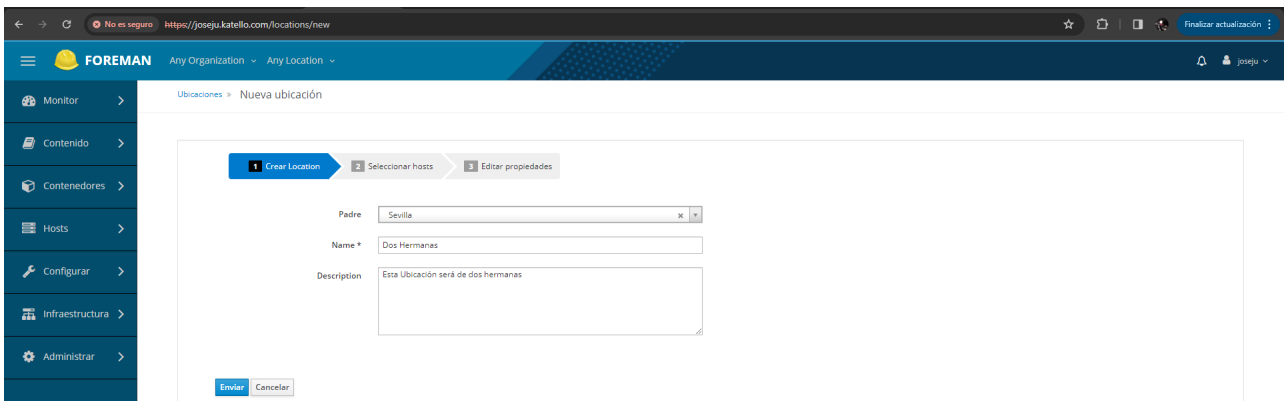 No es seguro https://joseju.katello.com/locations/new Finalizar actualización
FOREMAN Any Organization Any Location joseju
Monitor
Contenido
Contenedores
Hosts
Configurar
Infraestructura
Administrar
Ubicaciones » Nueva ubicación
1 Crear Location 2 Seleccionar hosts 3 Editar propiedades
Padre Sevilla
Name * Dos Hermanas
Description Esta Ubicación será de dos hermanas
Enviar Cancelar